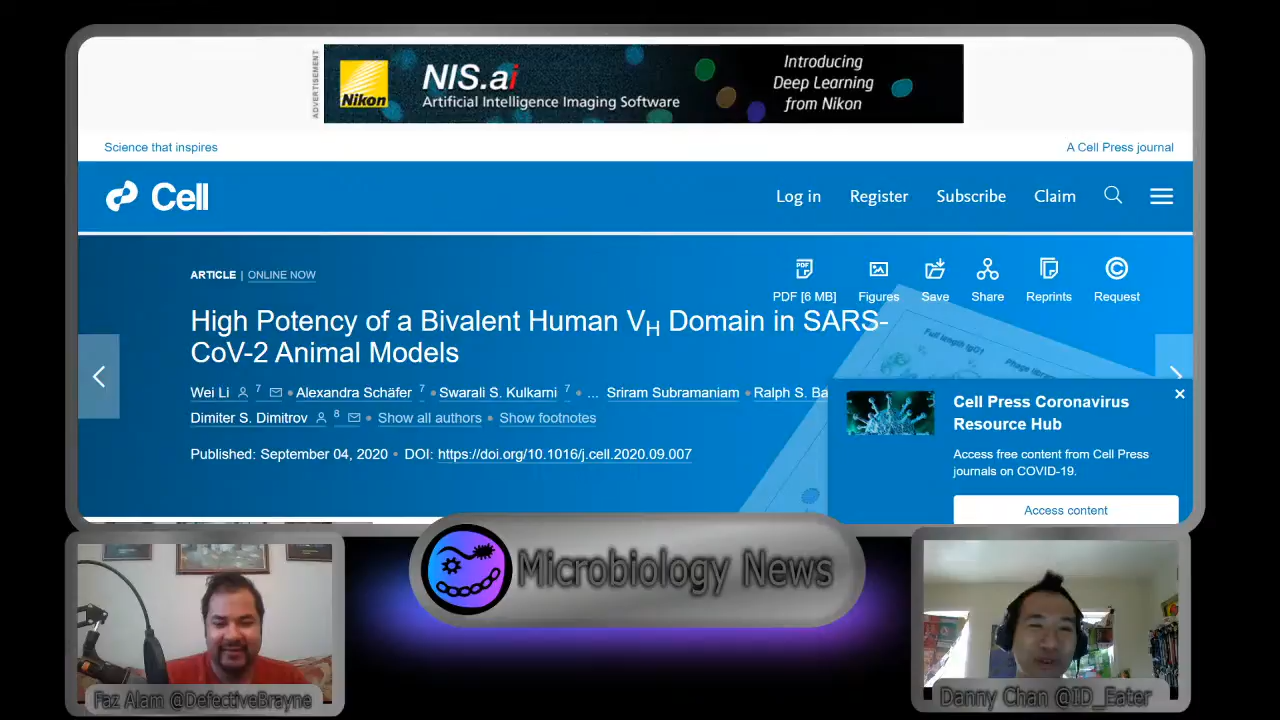 ADVERTISEMENT
Nikon
NIS.ai
Artificial Intelligence Imaging Software
Introducing
Deep Learning
from Nikon
Science that inspires
A Cell Press journal
Cell
Log in
Register
Subscribe
Claim
ARTICLE | ONLINE NOW
PDF
PDF [6 MB]
Figures
Save
Share
Reprints
Request
High Potency of a Bivalent Human VH Domain in SARS-
CoV-2 Animal Models
Wei Li 7 • Alexandra Schäfer 7 • Swarali S. Kulkarni 7 • ... Sriram Subramaniam • Ralph S. Ba
Dimiter S. Dimitrov 8 • Show all authors • Show footnotes
Published: September 04, 2020 • DOI: https://doi.org/10.1016/j.cell.2020.09.007
Full length IgG1
Cell Press Coronavirus
Resource Hub
Access free content from Cell Press
journals on COVID-19.
Access content
Microbiology News
Faz Alam @DefectiveBrayne
Danny Chan @ID_Eater